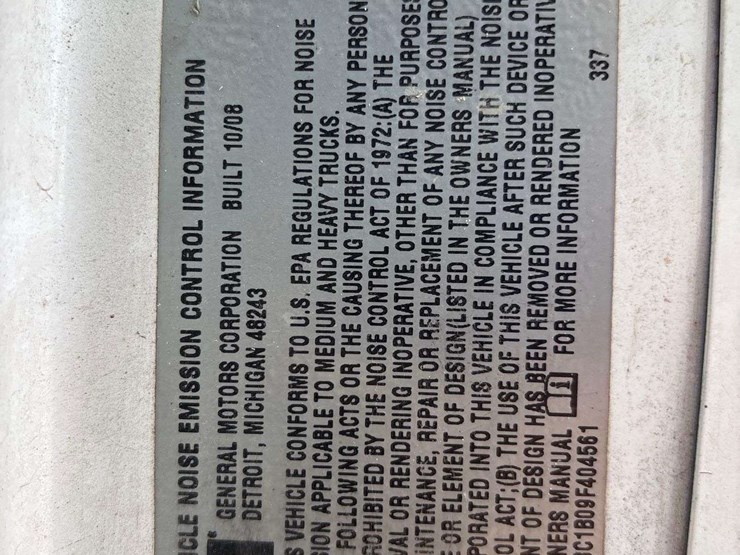 ICLE NOISE EMISSION CONTROL INFORMATION
GENERAL MOTORS CORPORATION BUILT 10/08
DETROIT, MICHIGAN 48243
S VEHICLE CONFORMS TO U.S. EPA REGULATIONS FOR NOISE
ION APPLICABLE TO MEDIUM AND HEAVY TRUCKS.
FOLLOWING ACTS OR THE CAUSING THEREOF BY ANY PERSON
ROHIBITED BY THE NOISE CONTROL ACT OF 1972:(A) THE
VAL OR RENDERING INOPERATIVE, OTHER THAN FOR PURPOSES
INTENANCE, REPAIR OR REPLACEMENT OF ANY NOISE CONTRO
E OR ELEMENT OF DESIGN(LISTED IN THE OWNERS MANUAL)
PORATED INTO THIS VEHICLE IN COMPLIANCE WITH THE NOISE
OL ACT;(B) THE USE OF THIS VEHICLE AFTER SUCH DEVICE OR
NT OF DESIGN HAS BEEN REMOVED OR RENDERED INOPERATIV
NERS MANUAL i FOR MORE INFORMATION
C1B09F404561 337